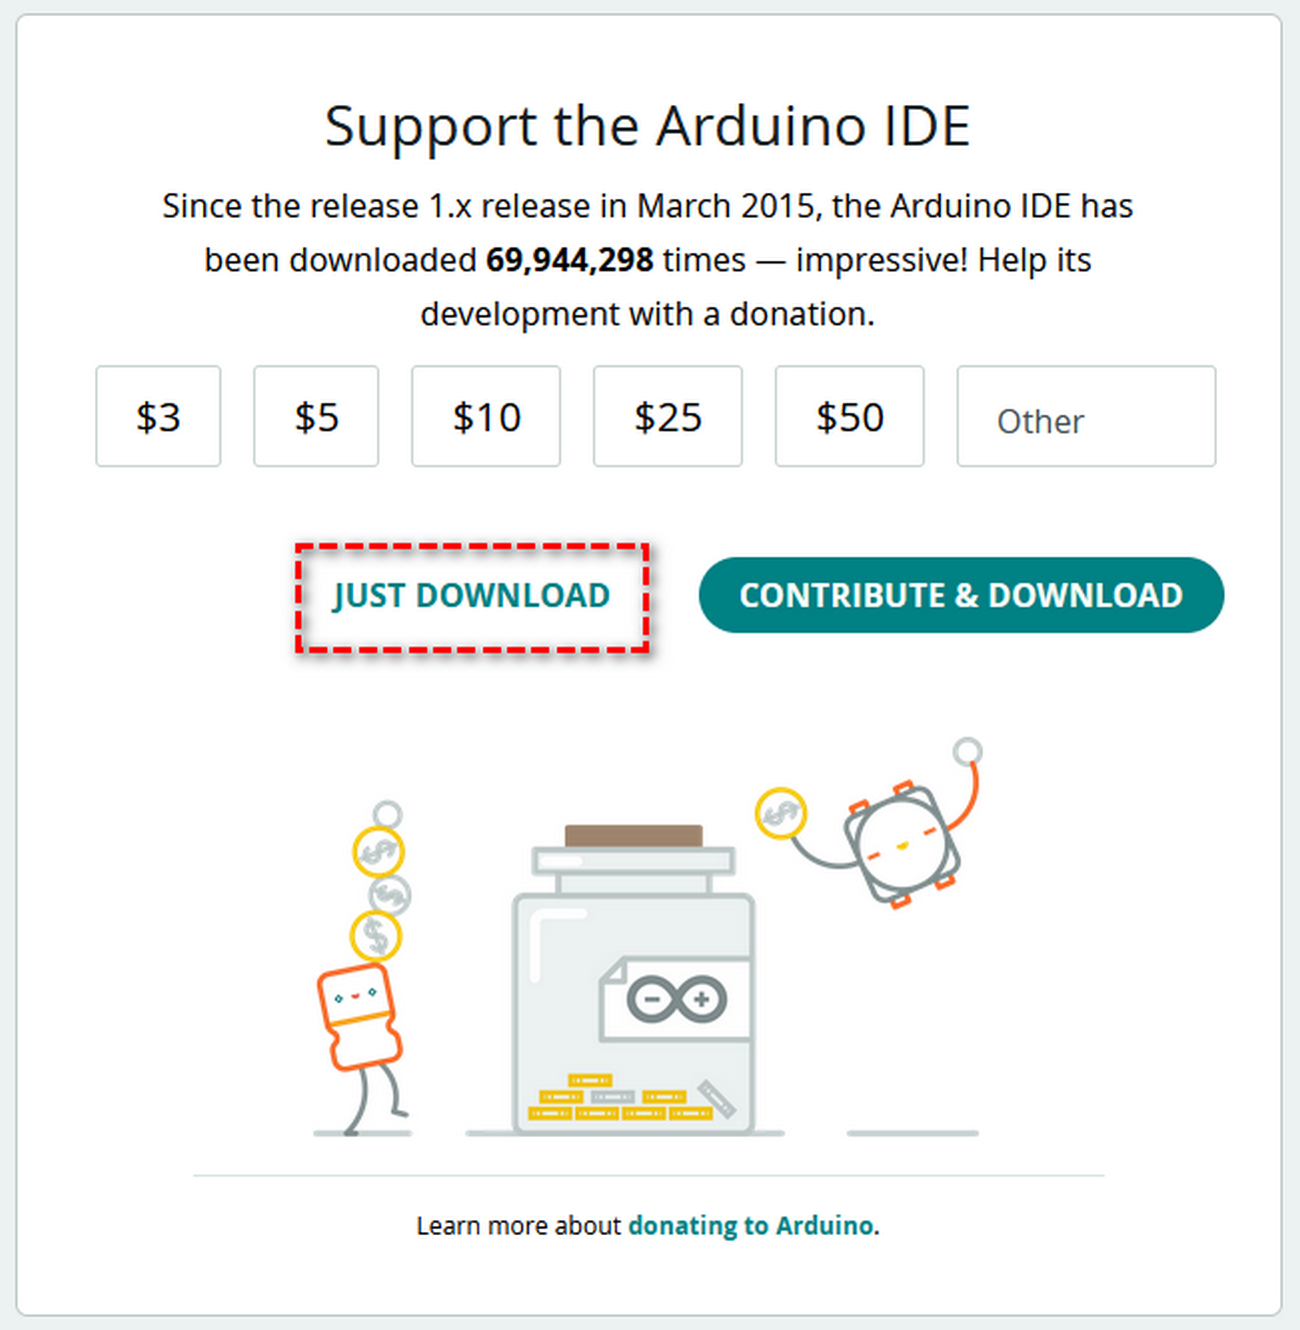 Support the Arduino IDE
Since the release 1.x release in March 2015, the Arduino IDE has
been downloaded 69,944,298 times — impressive! Help its
development with a donation.
$3 $5 $10 $25 $50 Other
JUST DOWNLOAD CONTRIBUTE & DOWNLOAD
Learn more about donating to Arduino.